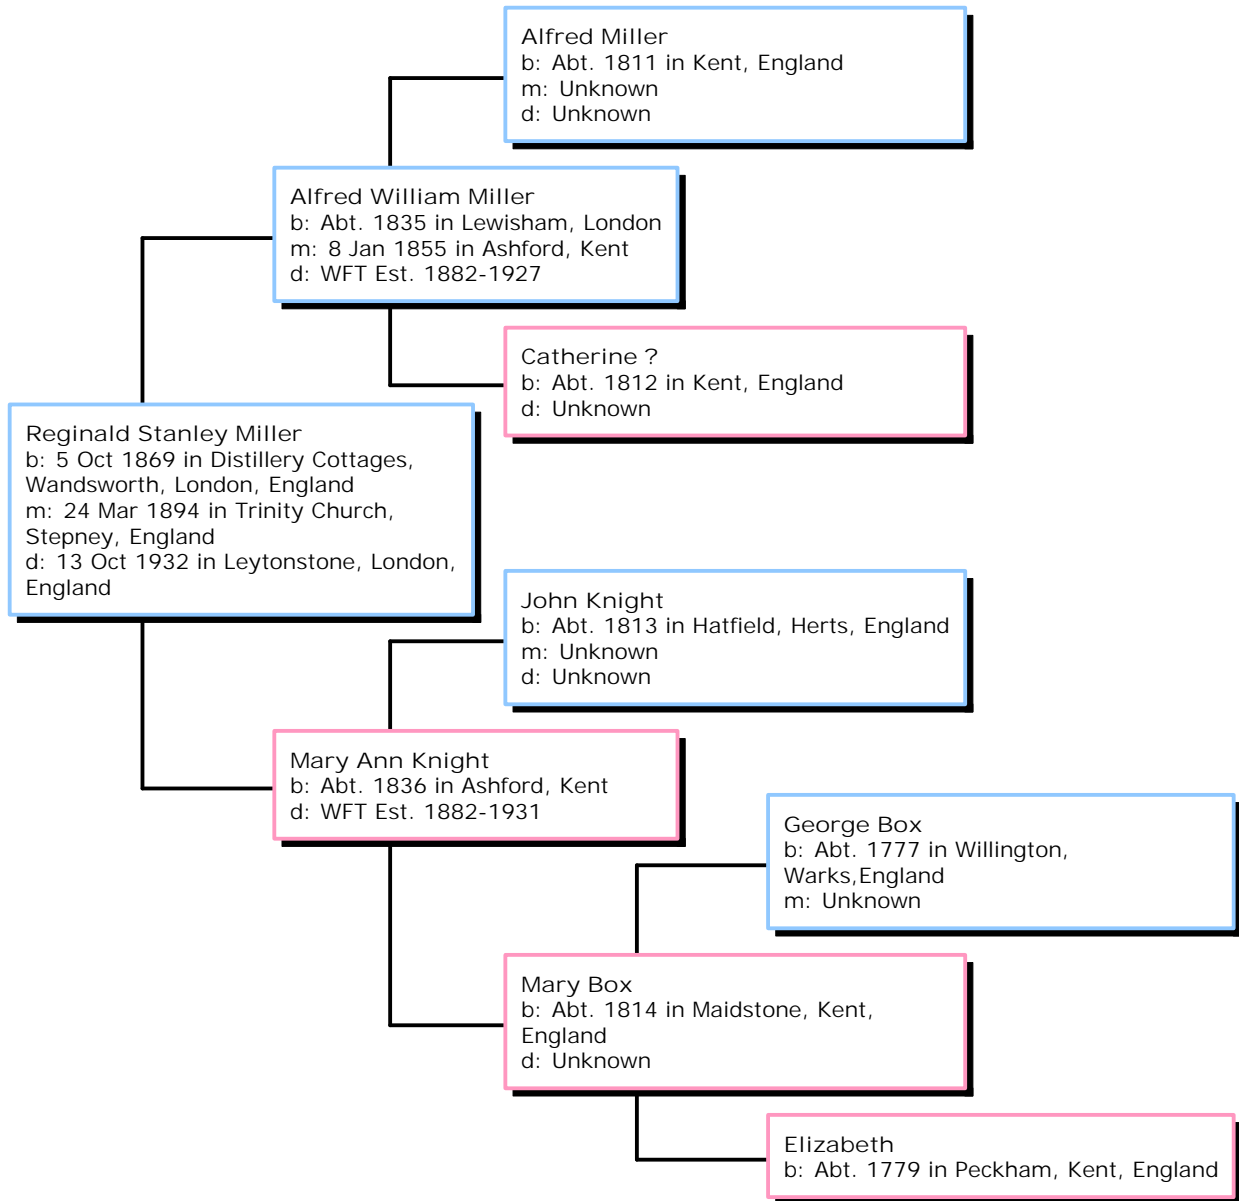 Alfred Miller
b: Abt. 1811 in Kent, England
m: Unknown
d: Unknown
Alfred William Miller
b: Abt. 1835 in Lewisham, London
m: 8 Jan 1855 in Ashford, Kent
d: WFT Est. 1882-1927
Catherine ?
b: Abt. 1812 in Kent, England
d: Unknown
Reginald Stanley Miller
b: 5 Oct 1869 in Distillery Cottages,
Wandsworth, London, England
m: 24 Mar 1894 in Trinity Church,
Stepney, England
d: 13 Oct 1932 in Leytonstone, London,
England
John Knight
b: Abt. 1813 in Hatfield, Herts, England
m: Unknown
d: Unknown
Mary Ann Knight
b: Abt. 1836 in Ashford, Kent
d: WFT Est. 1882-1931
George Box
b: Abt. 1777 in Willington,
Warks,England
m: Unknown
Mary Box
b: Abt. 1814 in Maidstone, Kent,
England
d: Unknown
Elizabeth
b: Abt. 1779 in Peckham, Kent, England